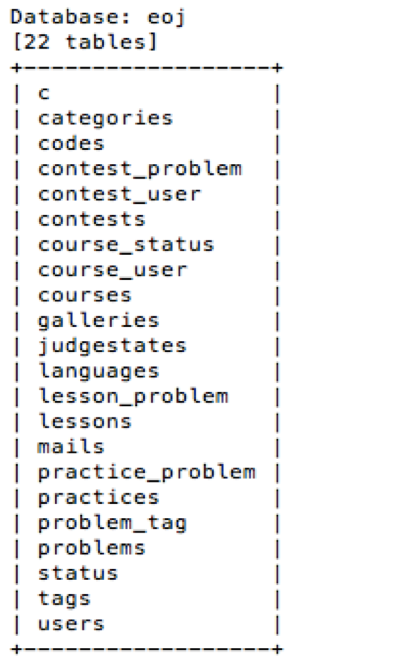 Database: eoj
[22 tables]
+------------------+
| c                |
| categories       |
| codes            |
| contest_problem  |
| contest_user     |
| contests         |
| course_status    |
| course_user      |
| courses          |
| galleries        |
| judgestates      |
| languages        |
| lesson_problem   |
| lessons          |
| mails            |
| practice_problem |
| practices        |
| problem_tag      |
| problems         |
| status           |
| tags             |
| users            |
+------------------+